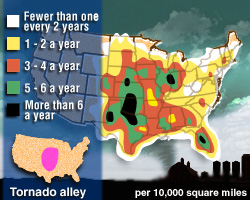 Fewer than one
every 2 years
1 - 2 a year
3 - 4 a year
5 - 6 a year
More than 6
a year
Tornado alley
per 10,000 square miles